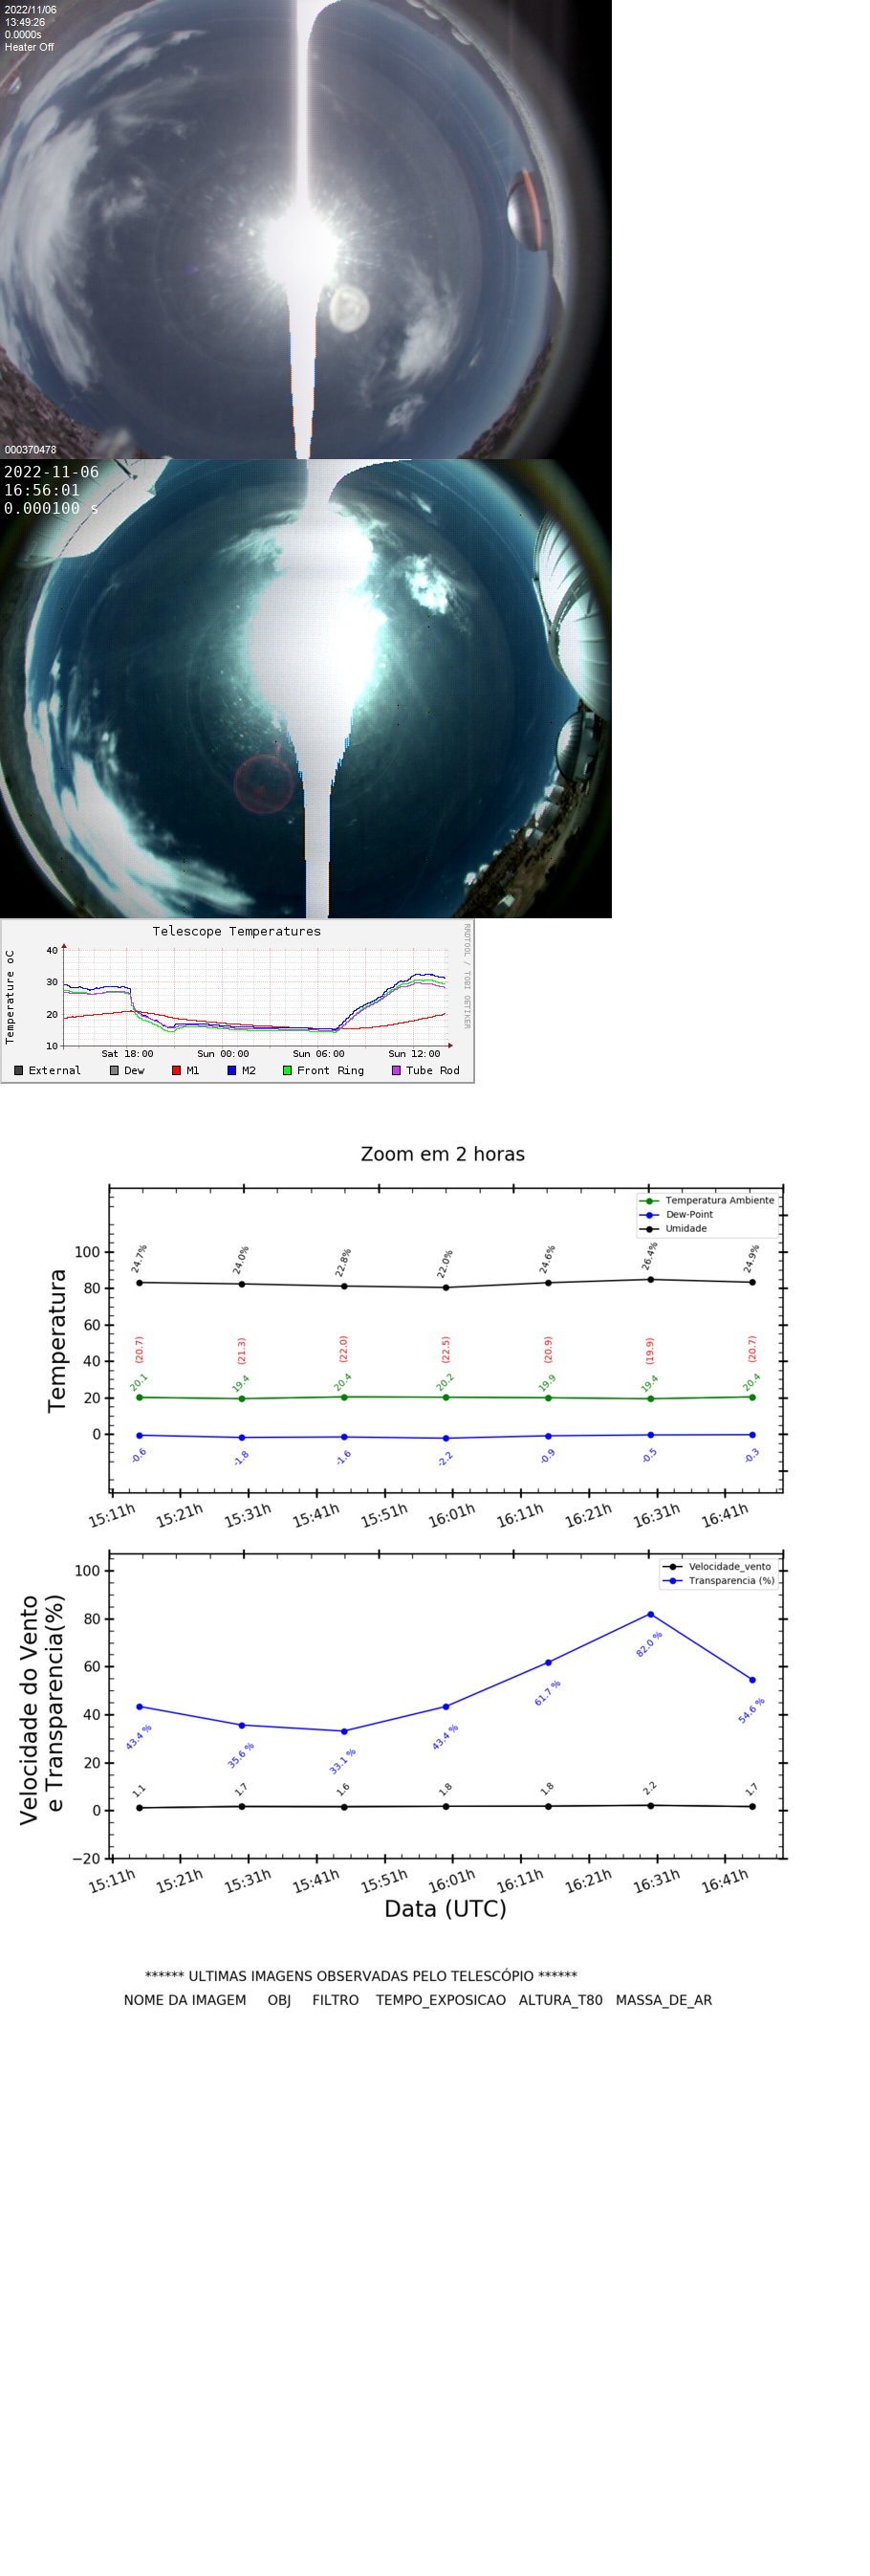 2022/11/06
13:49:26
0.0000s
Heater Off
000370478
2022-11-06
16:56:01
0.000100 s
Telescope Temperatures
RRDTOOL / TOBI OETIKER
Temperature oC
40
30
20
10
Sat 18:00 Sun 00:00 Sun 06:00 Sun 12:00
External Dew M1 M2 Front Ring Tube Rod
Zoom em 2 horas
Temperatura Ambiente
Dew-Point
Umidade
Temperatura
100
80
60
40
20
0
24.7% 24.0% 22.8% 22.0% 24.6% 26.4% 24.9%
(20.7) (21.3) (22.0) (22.5) (20.9) (19.9) (20.7)
20.1 19.4 20.4 20.2 19.9 19.4 20.4
-0.6 -1.8 -1.6 -2.2 -0.9 -0.5 -0.3
15:11h 15:21h 15:31h 15:41h 15:51h 16:01h 16:11h 16:21h 16:31h 16:41h
Velocidade_vento
Transparencia (%)
Velocidade do Vento
e Transparencia(%)
100
80
60
40
20
0
−20
43.4 % 35.6 % 33.1 % 43.4 % 61.7 % 82.0 % 54.6 %
1.1 1.7 1.6 1.8 1.8 2.2 1.7
15:11h 15:21h 15:31h 15:41h 15:51h 16:01h 16:11h 16:21h 16:31h 16:41h
Data (UTC)
****** ULTIMAS IMAGENS OBSERVADAS PELO TELESCÓPIO ******
NOME DA IMAGEM OBJ FILTRO TEMPO_EXPOSICAO ALTURA_T80 MASSA_DE_AR